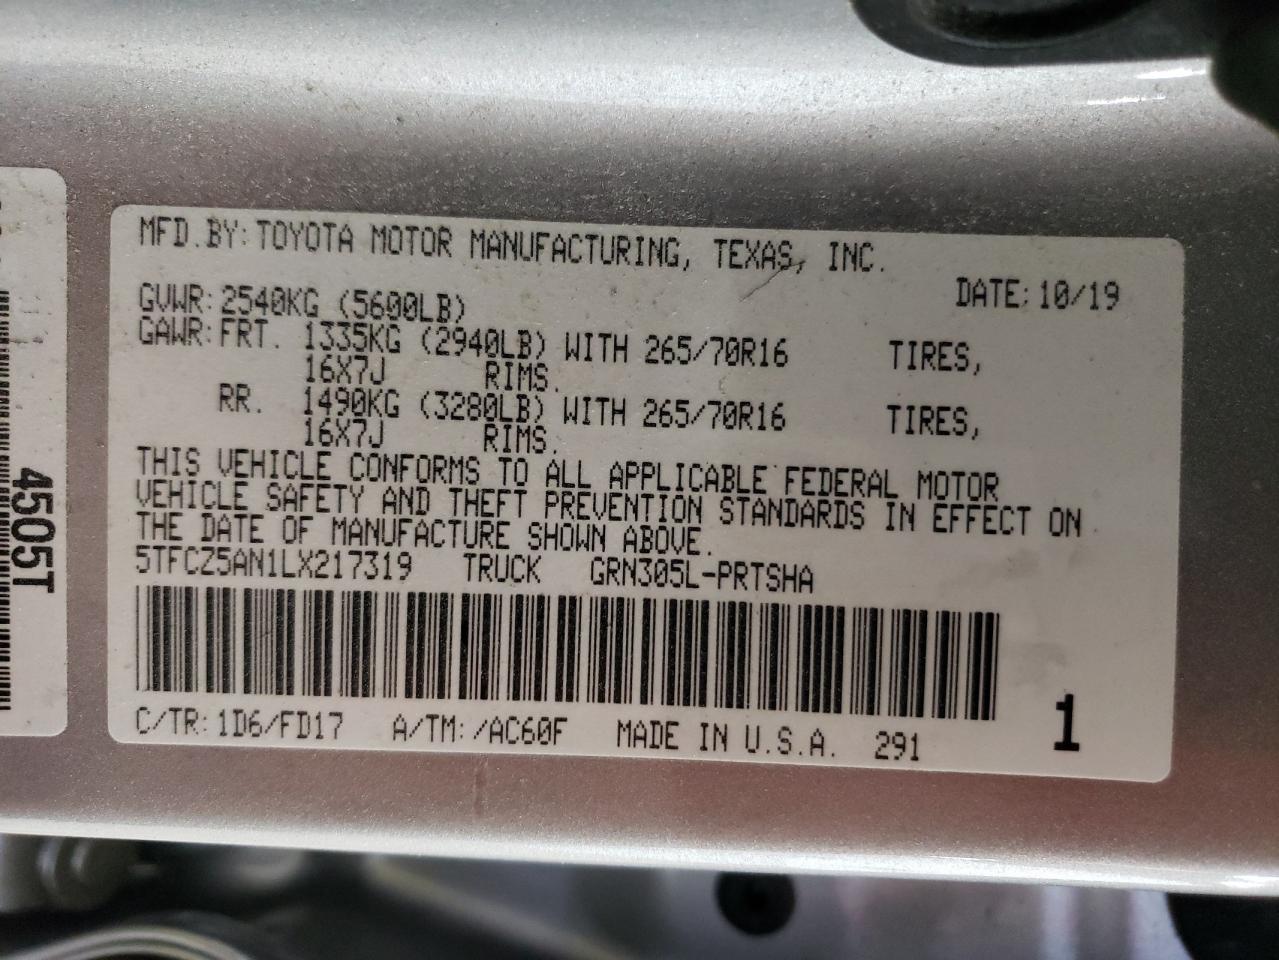 MFD.BY: TOYOTA MOTOR MANUFACTURING, TEXAS, INC.
DATE: 10/19
GVWR: 2540KG (5600LB)
GAWR: FRT. 1335KG (2940LB) WITH 265/70R16 TIRES,
16X7J RIMS.
RR. 1490KG (3280LB) WITH 265/70R16 TIRES,
16X7J RIMS.
THIS VEHICLE CONFORMS TO ALL APPLICABLE FEDERAL MOTOR
VEHICLE SAFETY AND THEFT PREVENTION STANDARDS IN EFFECT ON
THE DATE OF MANUFACTURE SHOWN ABOVE.
5TFCZ5AN1LX217319 TRUCK GRN305L-PRTSHA
C/TR: 1D6/FD17 A/TM: /AC60F MADE IN U.S.A. 291
1
4505T